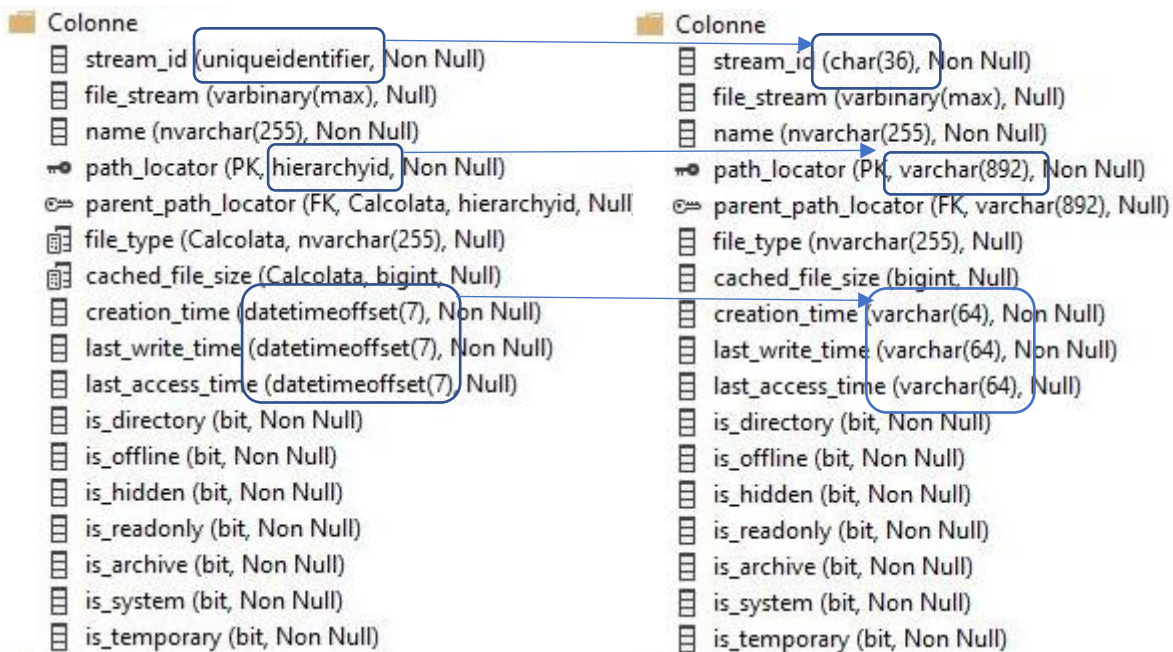 Colonne
stream_id (uniqueidentifier, Non Null)
file_stream (varbinary(max), Null)
name (nvarchar(255), Non Null)
path_locator (PK, hierarchyid, Non Null)
parent_path_locator (FK, Calcolata, hierarchyid, Null
file_type (Calcolata, nvarchar(255), Null)
cached_file_size (Calcolata, bigint, Null)
creation_time (datetimeoffset(7), Non Null)
last_write_time (datetimeoffset(7), Non Null)
last_access_time (datetimeoffset(7), Null)
is_directory (bit, Non Null)
is_offline (bit, Non Null)
is_hidden (bit, Non Null)
is_readonly (bit, Non Null)
is_archive (bit, Non Null)
is_system (bit, Non Null)
is_temporary (bit, Non Null)
Colonne
stream_id (char(36), Non Null)
file_stream (varbinary(max), Null)
name (nvarchar(255), Non Null)
path_locator (PK, varchar(892), Non Null)
parent_path_locator (FK, varchar(892), Null)
file_type (nvarchar(255), Null)
cached_file_size (bigint, Null)
creation_time (varchar(64), Non Null)
last_write_time (varchar(64), Non Null)
last_access_time (varchar(64), Null)
is_directory (bit, Non Null)
is_offline (bit, Non Null)
is_hidden (bit, Non Null)
is_readonly (bit, Non Null)
is_archive (bit, Non Null)
is_system (bit, Non Null)
is_temporary (bit, Non Null)